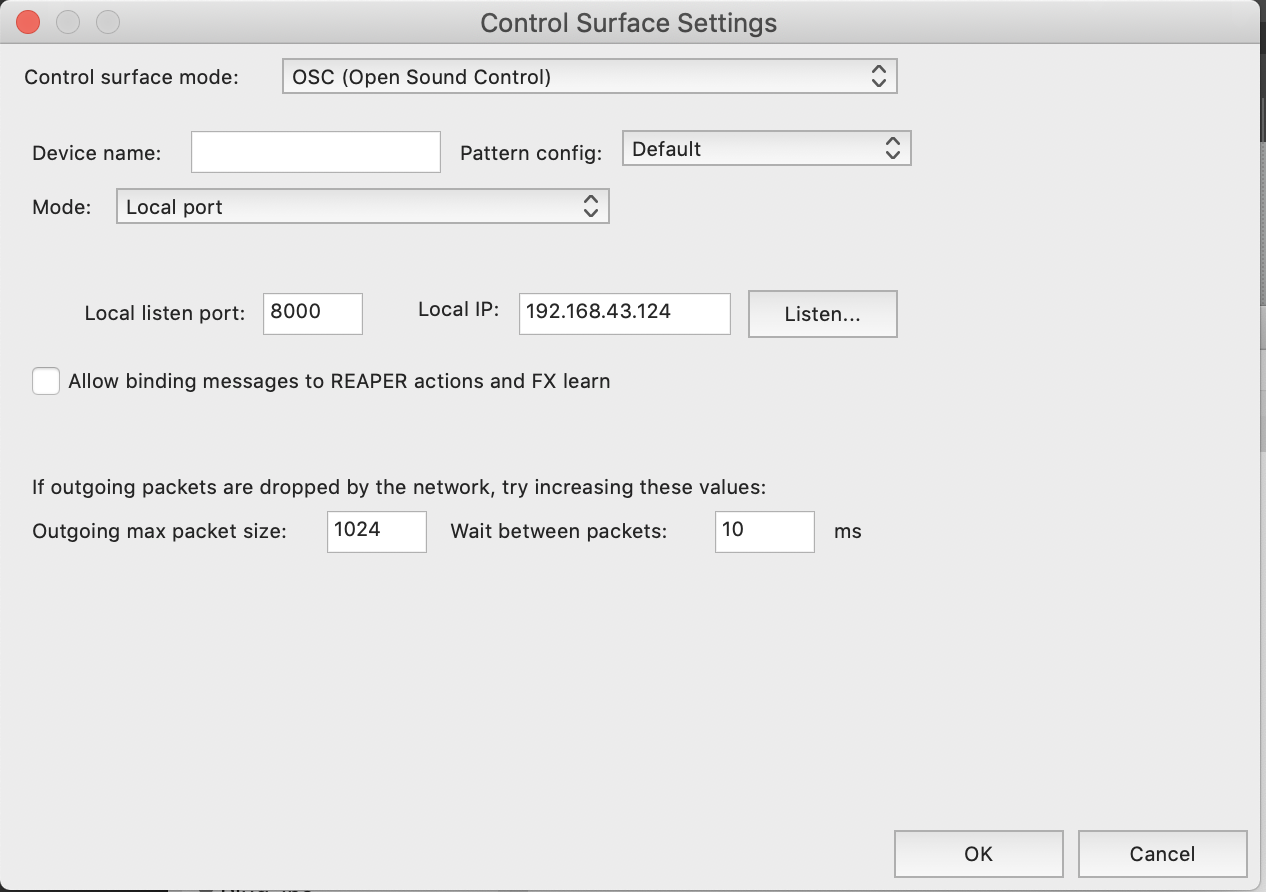 Control Surface Settings
Control surface mode: OSC (Open Sound Control)
Device name: Pattern config: Default
Mode: Local port
Local listen port: 8000 Local IP: 192.168.43.124 Listen...
Allow binding messages to REAPER actions and FX learn
If outgoing packets are dropped by the network, try increasing these values:
Outgoing max packet size: 1024 Wait between packets: 10 ms
OK Cancel